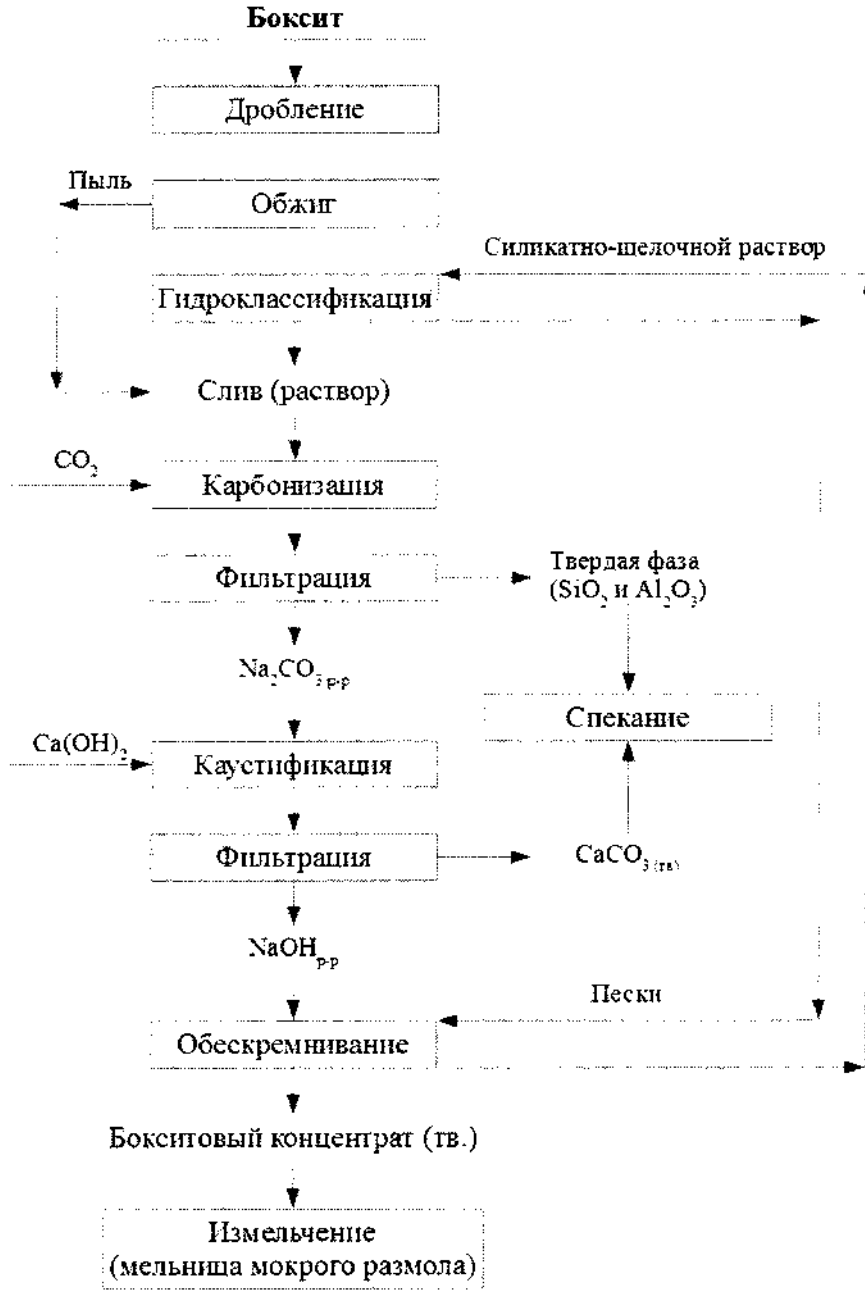 Боксит
Дробление
Пыль
Обжиг
Силикатно-щелочной раствор
Гидроклассификация
Слив (раствор)
CO₂
Карбонизация
Фильтрация
Твердая фаза
(SiO₂ и Al₂O₃)
Na₂CO₃ р-р
Спекание
Ca(OH)₂
Каустификация
Фильтрация
CaCO₃ (тв)
NaOH р-р
Пески
Обескремнивание
Бокситовый концентрат (тв.)
Измельчение
(мельница мокрого размола)